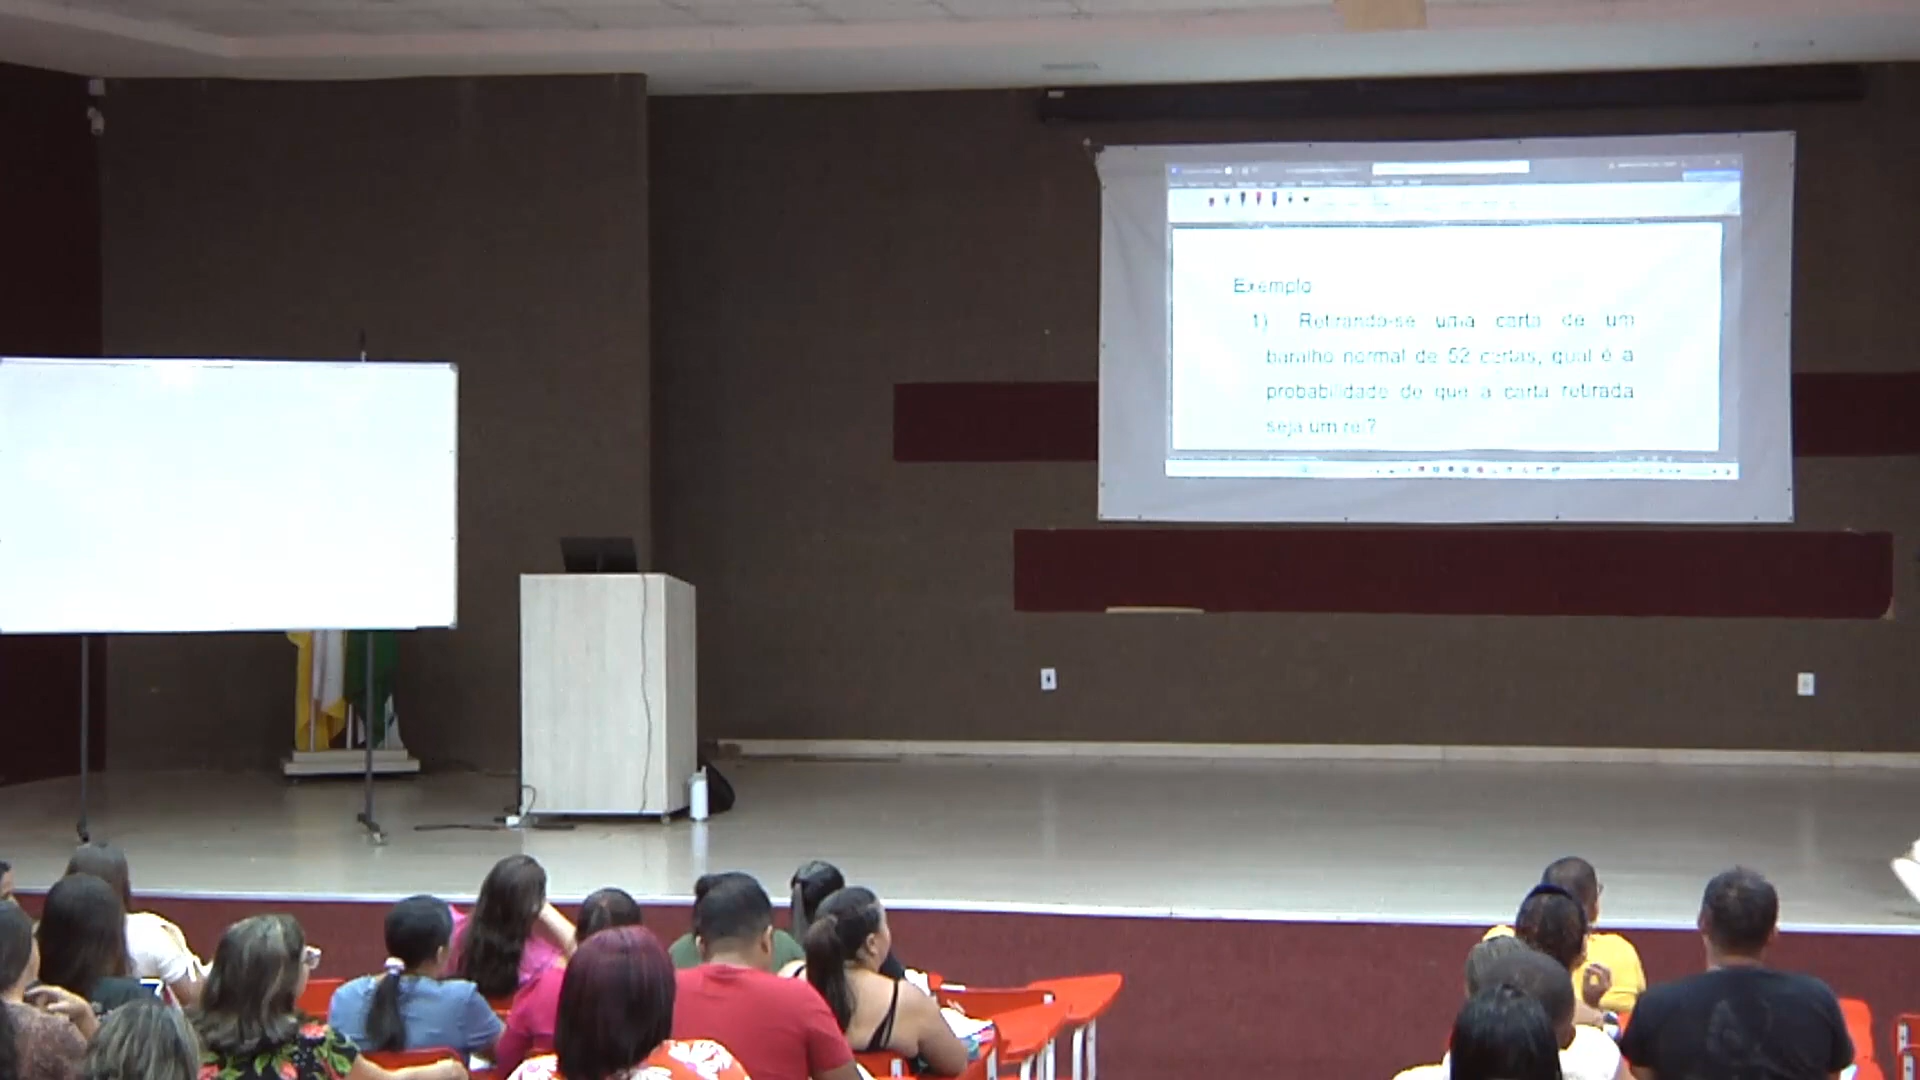 Exemplo
1) Retirando-se uma carta de um
baralho normal de 52 cartas, qual é a
probabilidade de que a carta retirada
seja um rei?